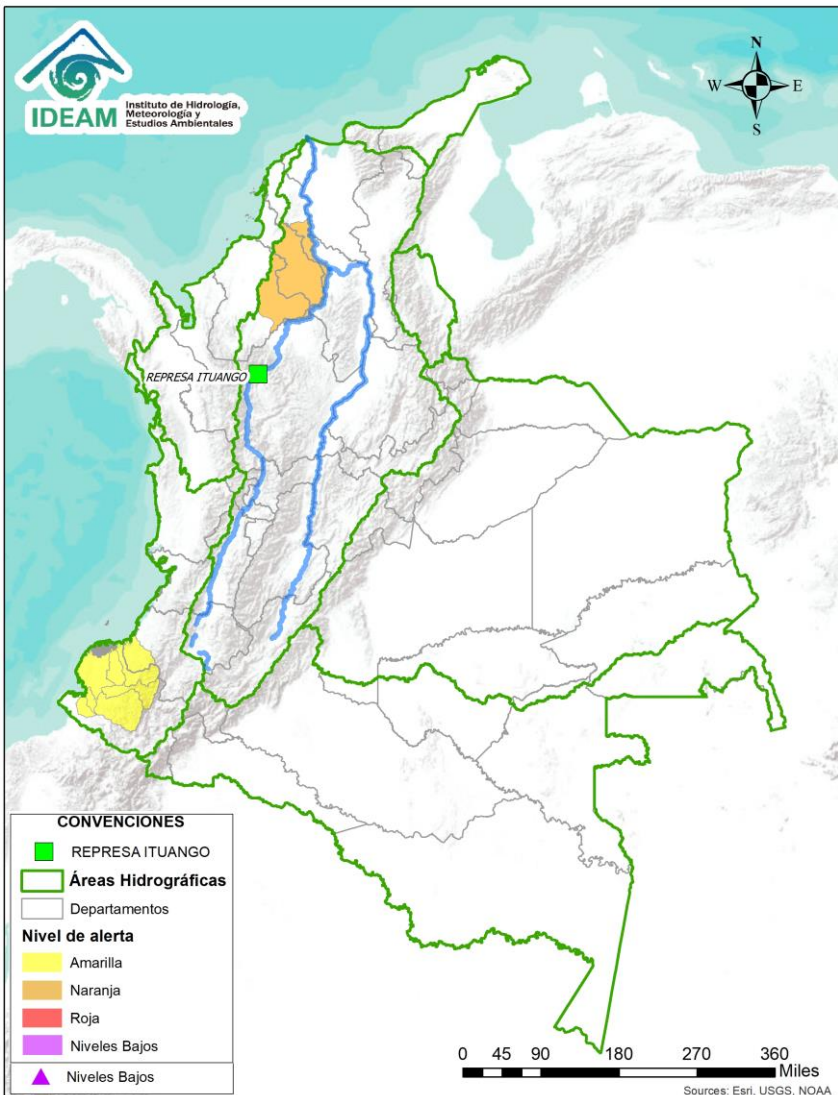 IDEAM
Instituto de Hidrología,
Meteorología y
Estudios Ambientales
N
W
E
S
REPRESA ITUANGO
CONVENCIONES
REPRESA ITUANGO
Áreas Hidrográficas
Departamentos
Nivel de alerta
Amarilla
Naranja
Roja
Niveles Bajos
Niveles Bajos
0 45 90 180 270 360
Miles
Sources: Esri, USGS, NOAA